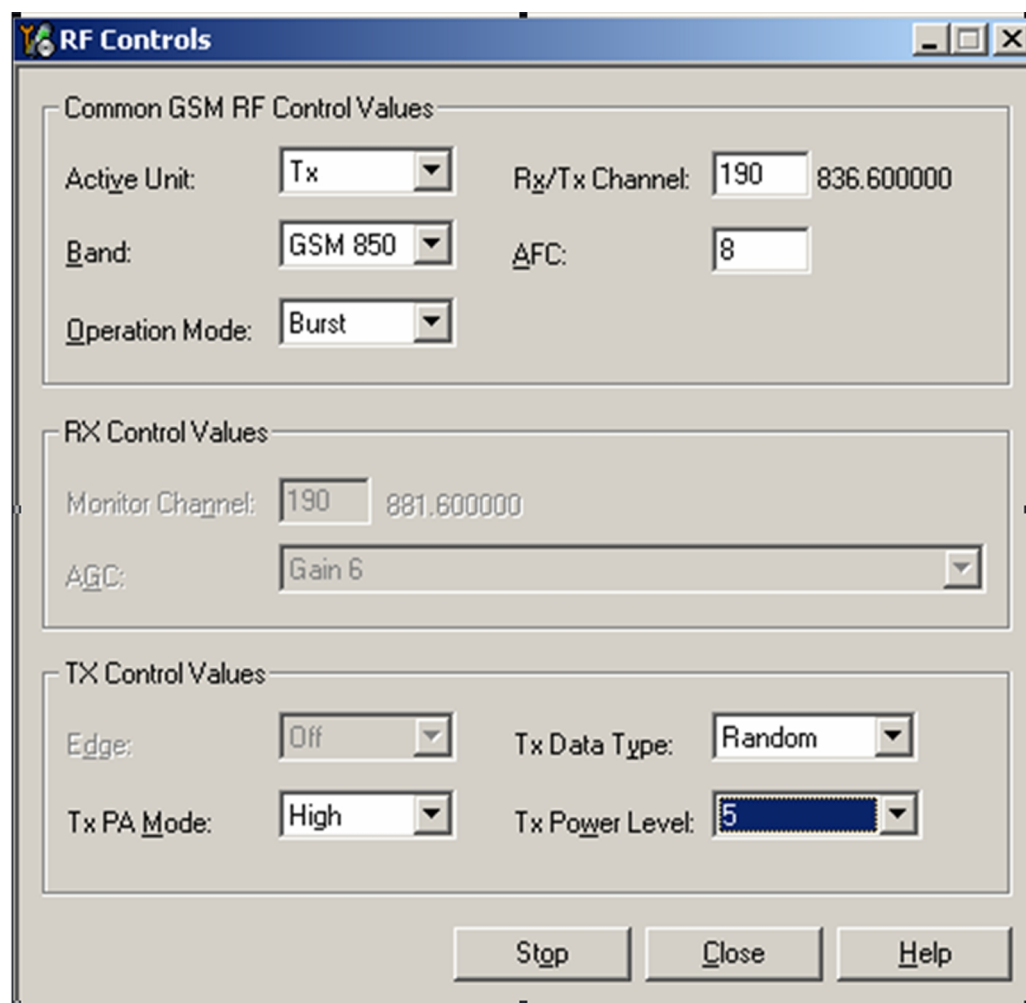 RF Controls
Common GSM RF Control Values
Active Unit: Tx Rx/Tx Channel: 190 836.600000
Band: GSM 850 AFC: 8
Operation Mode: Burst
RX Control Values
Monitor Channel: 190 881.600000
AGC: Gain 6
TX Control Values
Edge: Off Tx Data Type: Random
Tx PA Mode: High Tx Power Level: 5
Stop Close Help